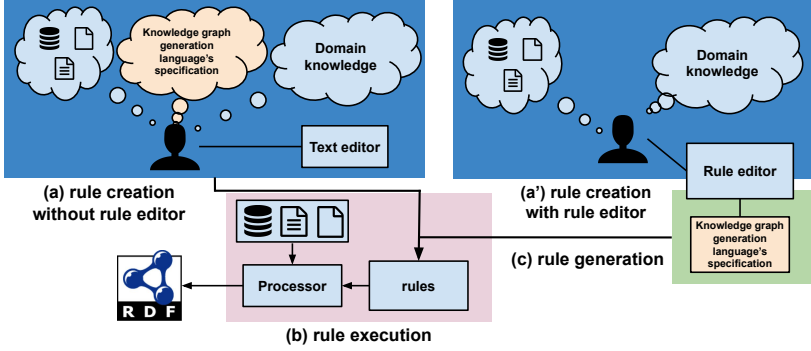 Knowledge graph
generation
language's
specification
Domain
knowledge
Text editor
(a) rule creation
without rule editor
Domain
knowledge
Rule editor
(a') rule creation
with rule editor
Knowledge graph
generation
language's
specification
(c) rule generation
Processor
rules
RDF
(b) rule execution